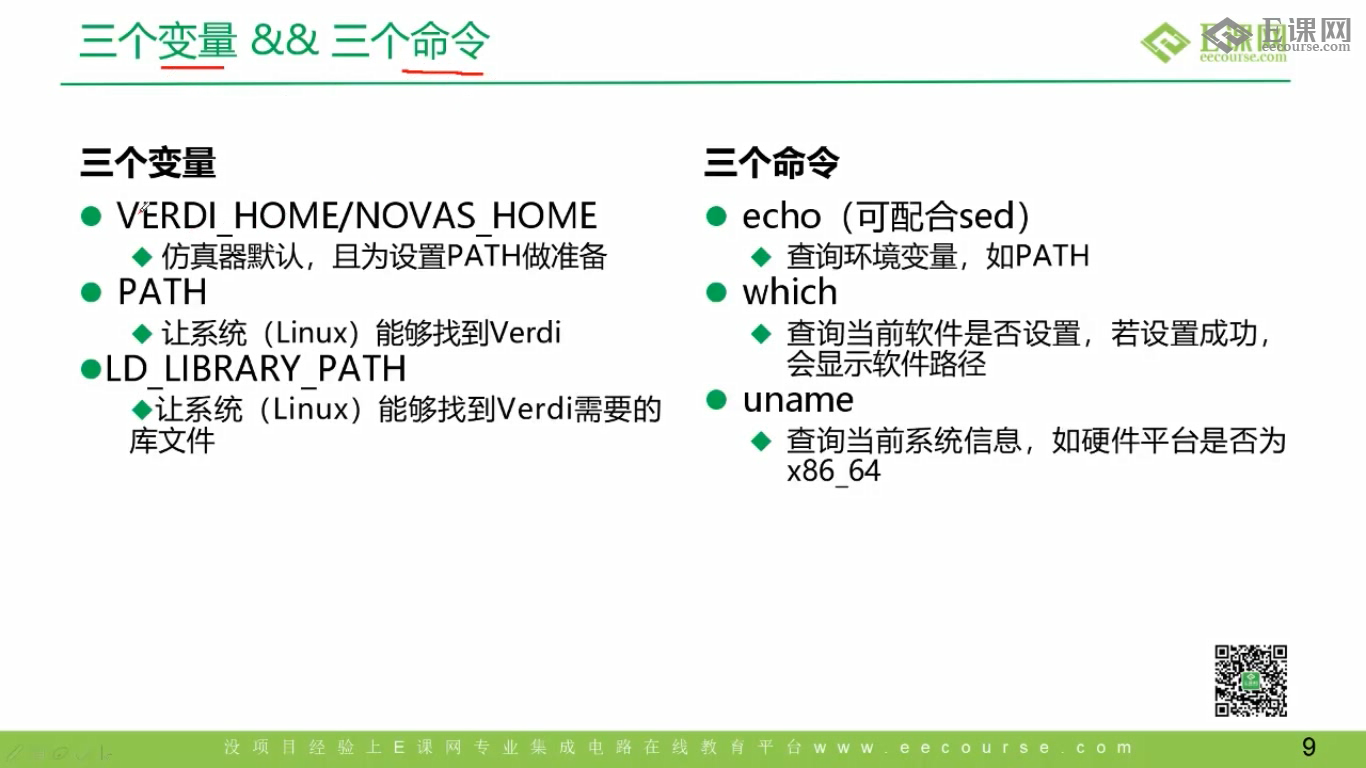 三个变量 && 三个命令
E课网
eecourse.com
E课网
eecourse.com
三个变量
VERDI_HOME/NOVAS_HOME
仿真器默认，且为设置PATH做准备
PATH
让系统（Linux）能够找到Verdi
LD_LIBRARY_PATH
让系统（Linux）能够找到Verdi需要的
库文件
三个命令
echo（可配合sed）
查询环境变量，如PATH
which
查询当前软件是否设置，若设置成功，
会显示软件路径
uname
查询当前系统信息，如硬件平台是否为
x86_64
没项目经验上E课网专业集成电路在线教育平台www.eecourse.com
9